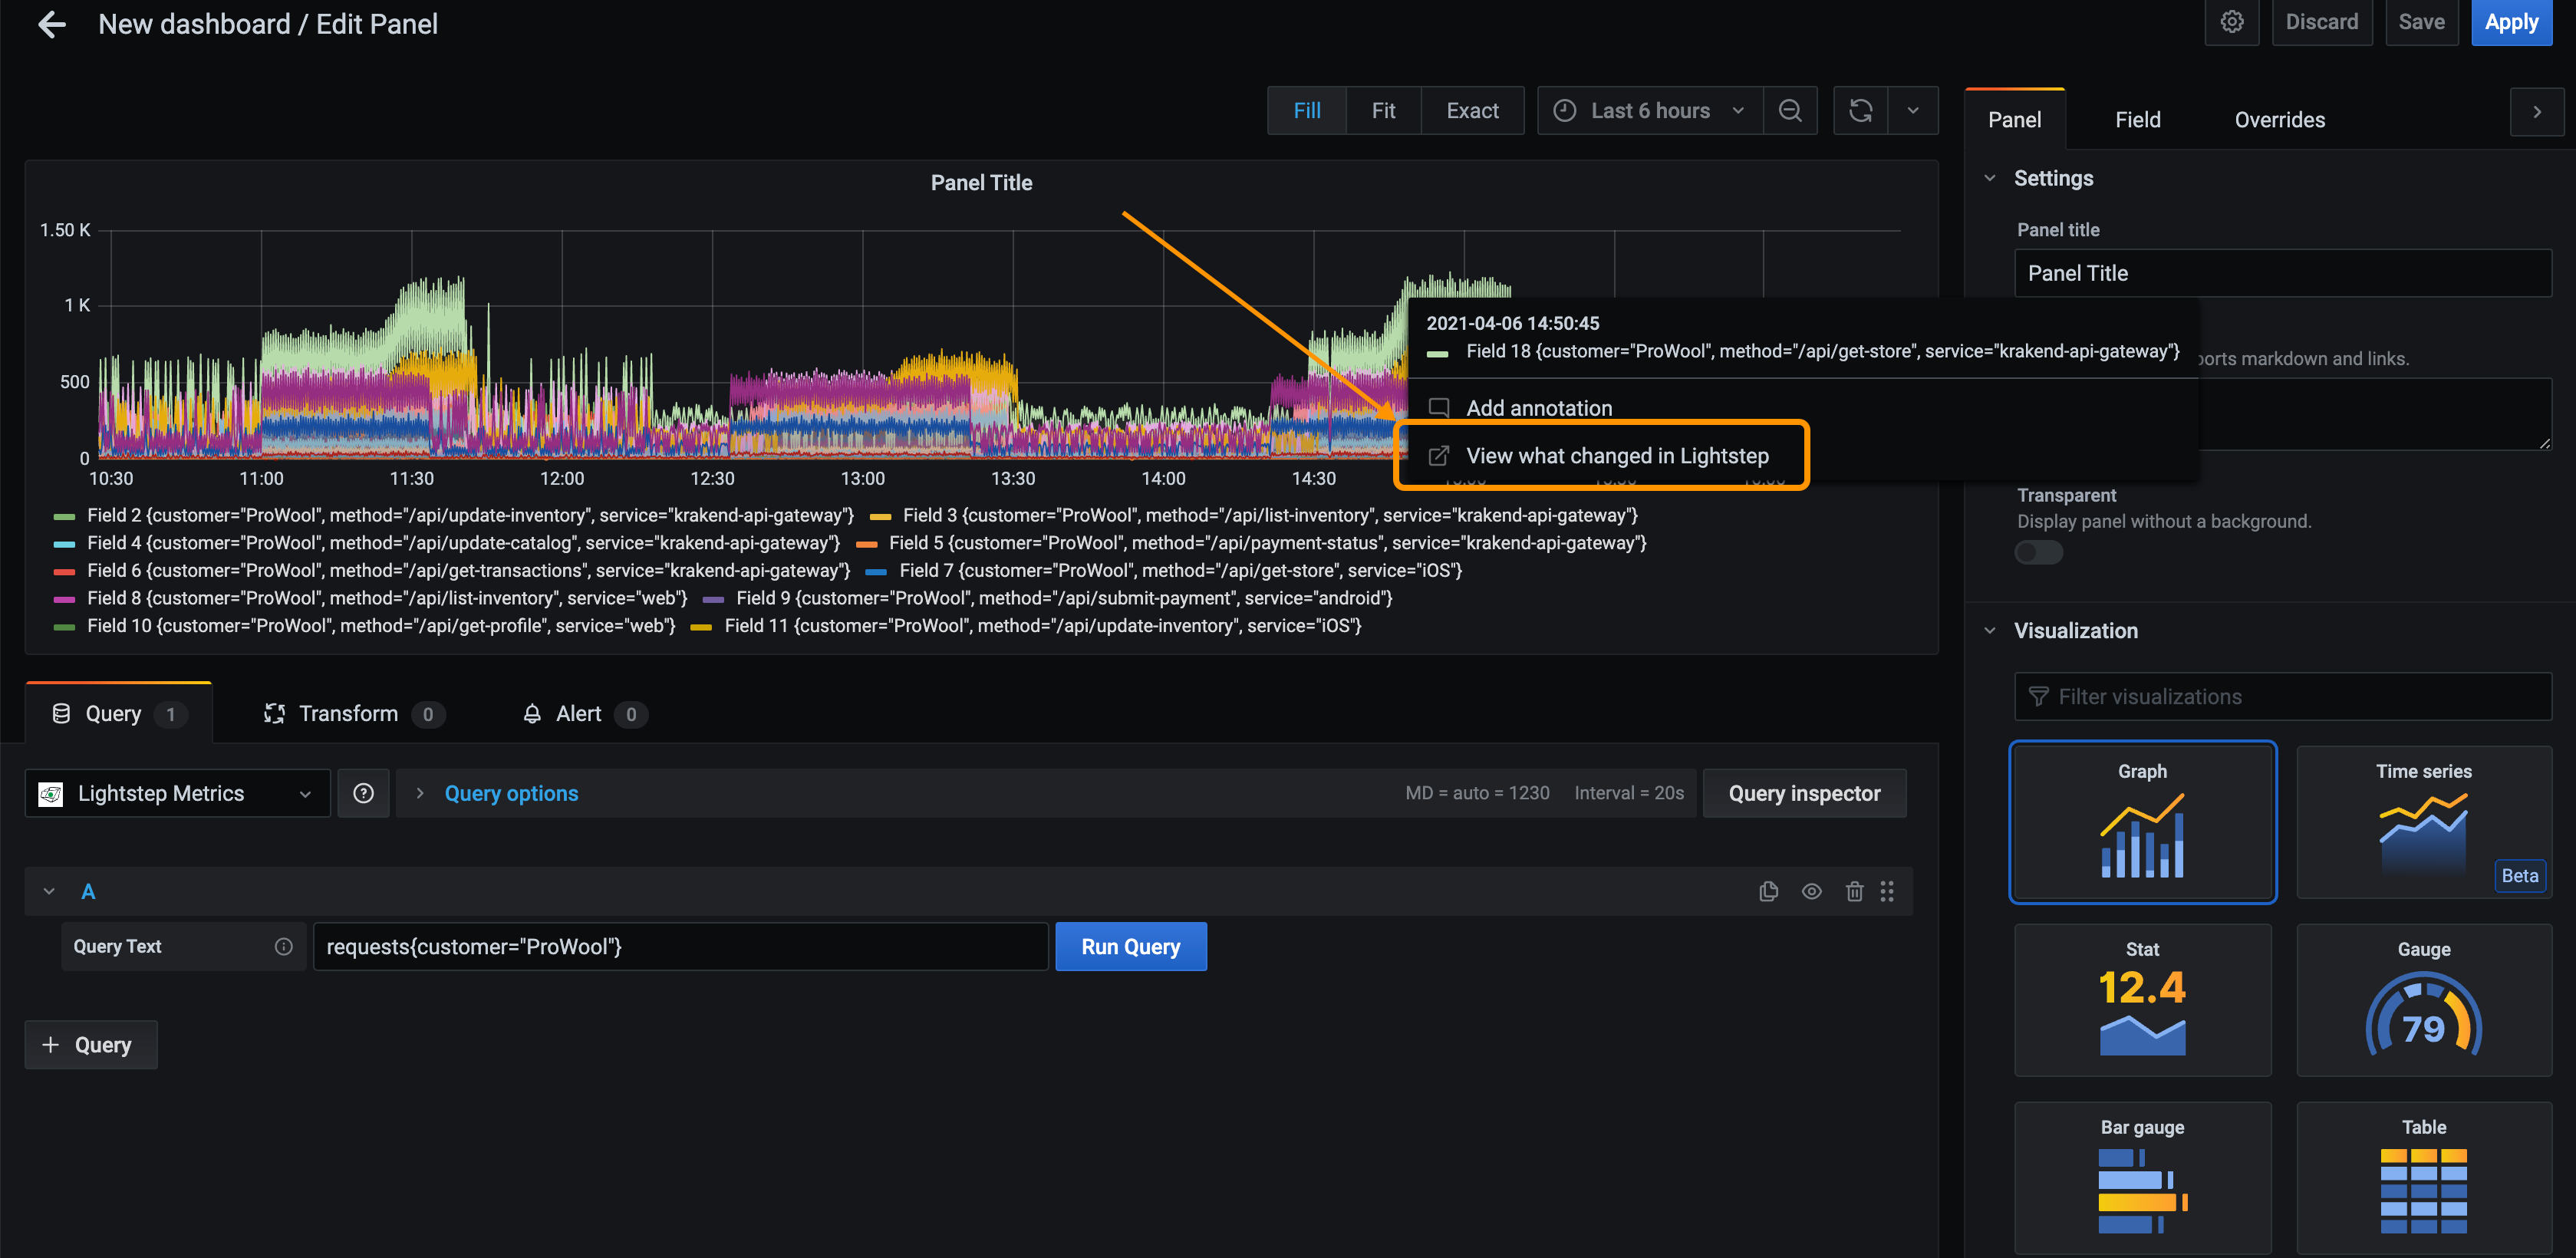 New dashboard / Edit Panel
Discard
Save
Apply
Fill
Fit
Exact
Last 6 hours
Panel
Field
Overrides
Panel Title
1.50 K
1 K
500
0
10:30
11:00
11:30
12:00
12:30
13:00
13:30
14:00
14:30
2021-04-06 14:50:45
Field 18 {customer="ProWool", method="/api/get-store", service="krakend-api-gateway"}
Add annotation
View what changed in Lightstep
Field 2 {customer="ProWool", method="/api/update-inventory", service="krakend-api-gateway"}
Field 3 {customer="ProWool", method="/api/list-inventory", service="krakend-api-gateway"}
Field 4 {customer="ProWool", method="/api/update-catalog", service="krakend-api-gateway"}
Field 5 {customer="ProWool", method="/api/payment-status", service="krakend-api-gateway"}
Field 6 {customer="ProWool", method="/api/get-transactions", service="krakend-api-gateway"}
Field 7 {customer="ProWool", method="/api/get-store", service="iOS"}
Field 8 {customer="ProWool", method="/api/list-inventory", service="web"}
Field 9 {customer="ProWool", method="/api/submit-payment", service="android"}
Field 10 {customer="ProWool", method="/api/get-profile", service="web"}
Field 11 {customer="ProWool", method="/api/update-inventory", service="iOS"}
Settings
Panel title
Panel Title
markdown and links.
Transparent
Display panel without a background.
Visualization
Filter visualizations
Graph
Time series
Beta
Stat
12.4
Gauge
79
Bar gauge
Table
Query 1
Transform 0
Alert 0
Lightstep Metrics
Query options
MD = auto = 1230
Interval = 20s
Query inspector
A
Query Text
requests{customer="ProWool"}
Run Query
+ Query